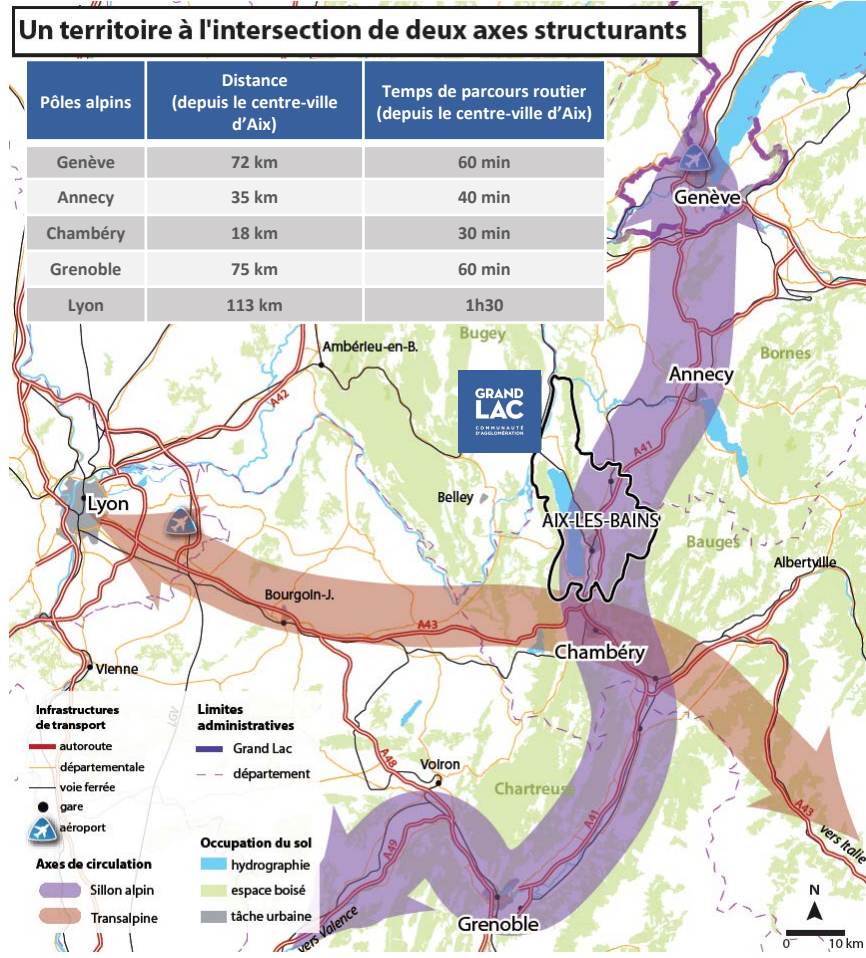 Un territoire à l'intersection de deux axes structurants
Pôles alpins
Distance
(depuis le centre-ville
d'Aix)
Temps de parcours routier
(depuis le centre-ville d'Aix)
Genève 72 km 60 min
Annecy 35 km 40 min
Chambéry 18 km 30 min
Grenoble 75 km 60 min
Lyon 113 km 1h30
Genève
Bugey
Ambérieu-en-B.
Bornes
Annecy
GRAND
LAC
COMMUNAUTÉ
D'AGGLOMÉRATION
A42
A41
Belley
Lyon
AIX-LES-BAINS
Bauges
Albertville
Bourgoin-J.
A43
Chambéry
Vienne
LGV
A48
Voiron
Chartreuse
A41
A43
vers Italie
A49
Grenoble
vers Valence
Infrastructures
de transport
autoroute
départementale
voie ferrée
gare
aéroport
Axes de circulation
Sillon alpin
Transalpine
Limites
administratives
Grand Lac
département
Occupation du sol
hydrographie
espace boisé
tâche urbaine
N
0 10 km